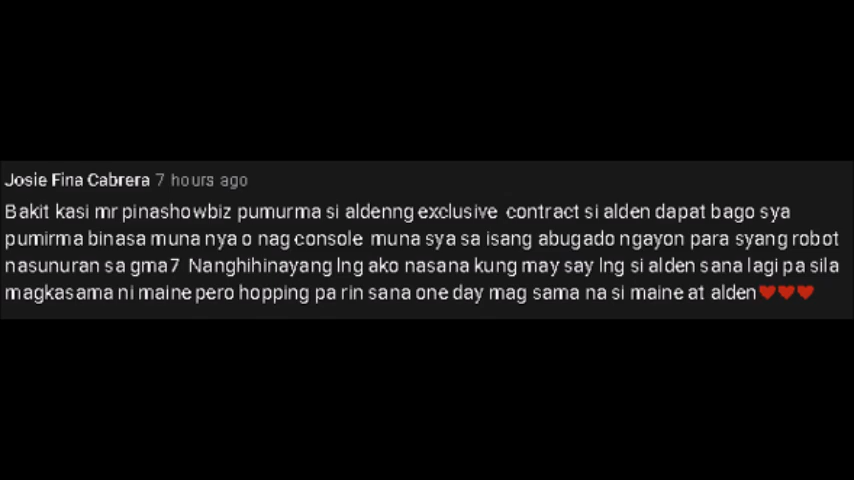 Josie Fina Cabrera 7 hours ago
Bakit kasi mr pinashowbiz pumurma si aldenng exclusive contract si alden dapat bago sya
pumirma binasa muna nya o nag console muna sya sa isang abugado ngayon para syang robot
nasunuran sa gma7 Nanghihinayang lng ako nasana kung may say lng si alden sana lagi pa sila
magkasama ni maine pero hopping pa rin sana one day mag sama na si maine at alden❤❤❤